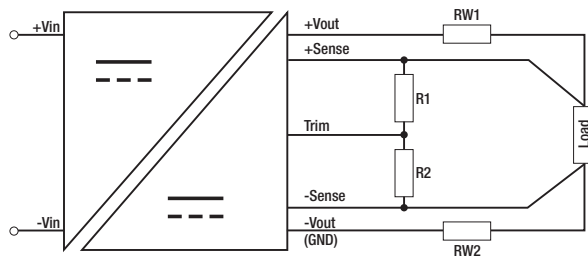 +Vin
+Vout
RW1
+Sense
R1
Trim
Load
R2
-Sense
-Vin
-Vout
(GND)
RW2